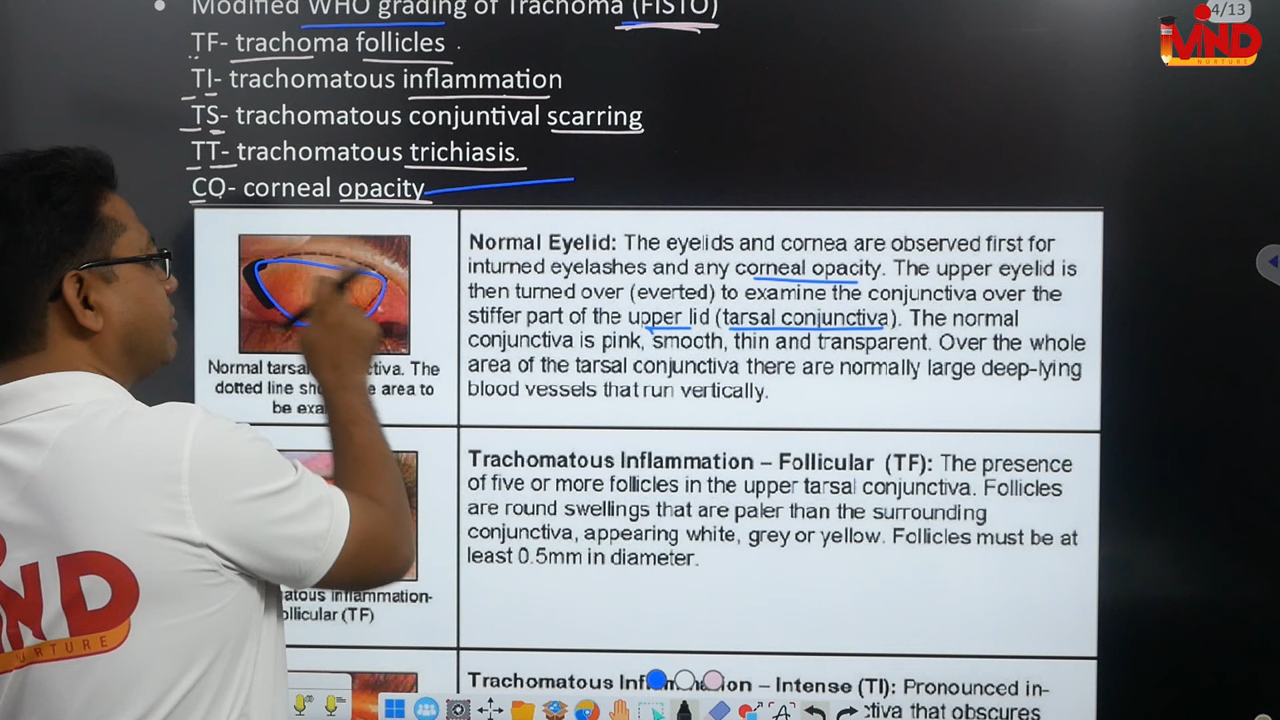 Modified WHO grading of Trachoma (FISTO)
TF- trachoma follicles
TI- trachomatous inflammation
TS- trachomatous conjuntival scarring
TT- trachomatous trichiasis.
CO- corneal opacity
4/13
MIND
NURTURE
Normal tarsal
tiva. The
dotted line
area to
be
Normal Eyelid: The eyelids and cornea are observed first for
inturned eyelashes and any corneal opacity. The upper eyelid is
then turned over (everted) to examine the conjunctiva over the
stiffer part of the upper lid (tarsal conjunctiva). The normal
conjunctiva is pink, smooth, thin and transparent. Over the whole
area of the tarsal conjunctiva there are normally large deep-lying
blood vessels that run vertically.
atous inflammation-
ollicular (TF)
Trachomatous Inflammation – Follicular (TF): The presence
of five or more follicles in the upper tarsal conjunctiva. Follicles
are round swellings that are paler than the surrounding
conjunctiva, appearing white, grey or yellow. Follicles must be at
least 0.5mm in diameter.
Trachomatous Inf on – Intense (TI): Pronounced in-
ctiva that obscures
ND
URTURE